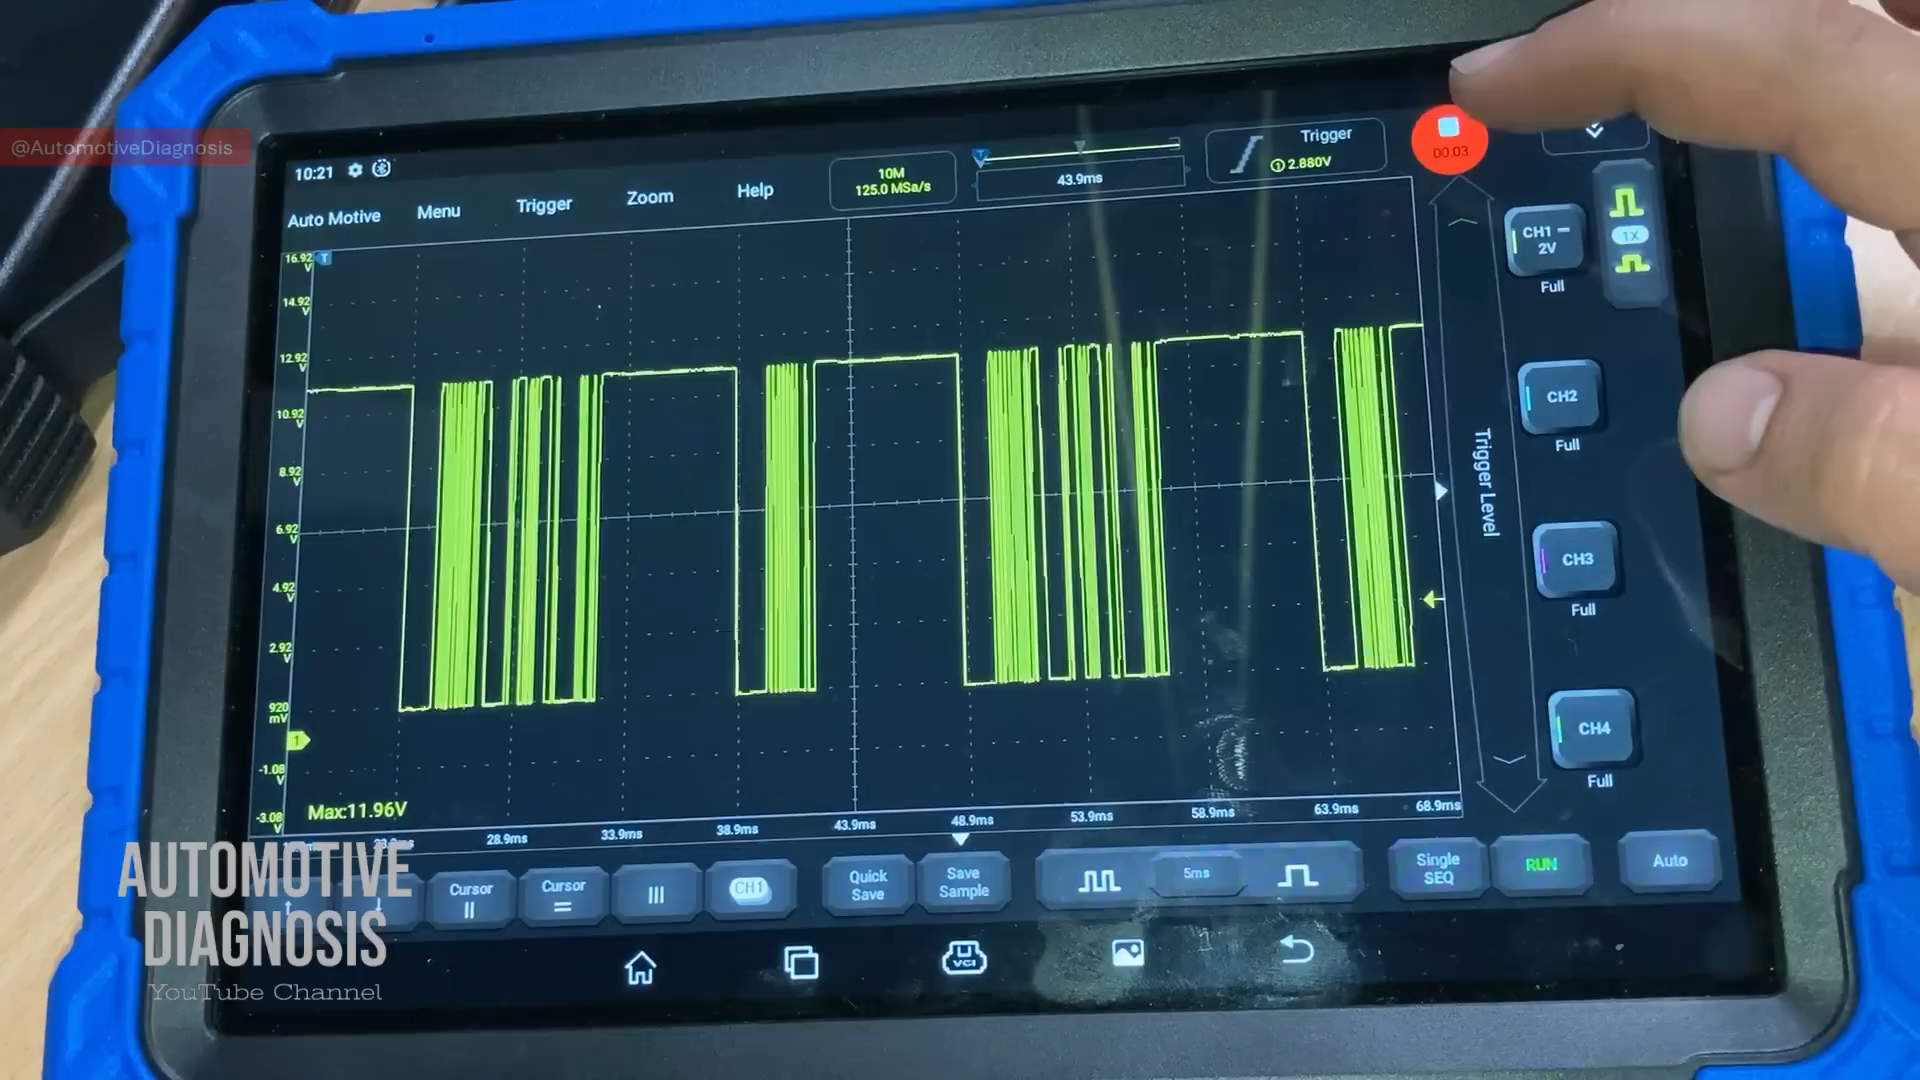 @AutomotiveDiagnosis
10:21
10M
125.0 MSa/s
43.9ms
Trigger
1 2.880V
00:03
Auto Motive
Menu
Trigger
Zoom
Help
CH1
2V
Full
1X
CH2
Full
CH3
Full
CH4
Full
Trigger Level
16.92
V
T
14.92
V
12.92
V
10.92
V
8.92
V
6.92
V
4.92
V
2.92
V
920
mV
1
-1.08
V
-3.08
V
Max:11.96V
28.9ms
33.9ms
38.9ms
43.9ms
48.9ms
53.9ms
58.9ms
63.9ms
68.9ms
Cursor
Cursor
CH1
Quick
Save
Save
Sample
5ms
Single
SEQ
RUN
Auto
VCI
AUTOMOTIVE
DIAGNOSIS
YouTube Channel